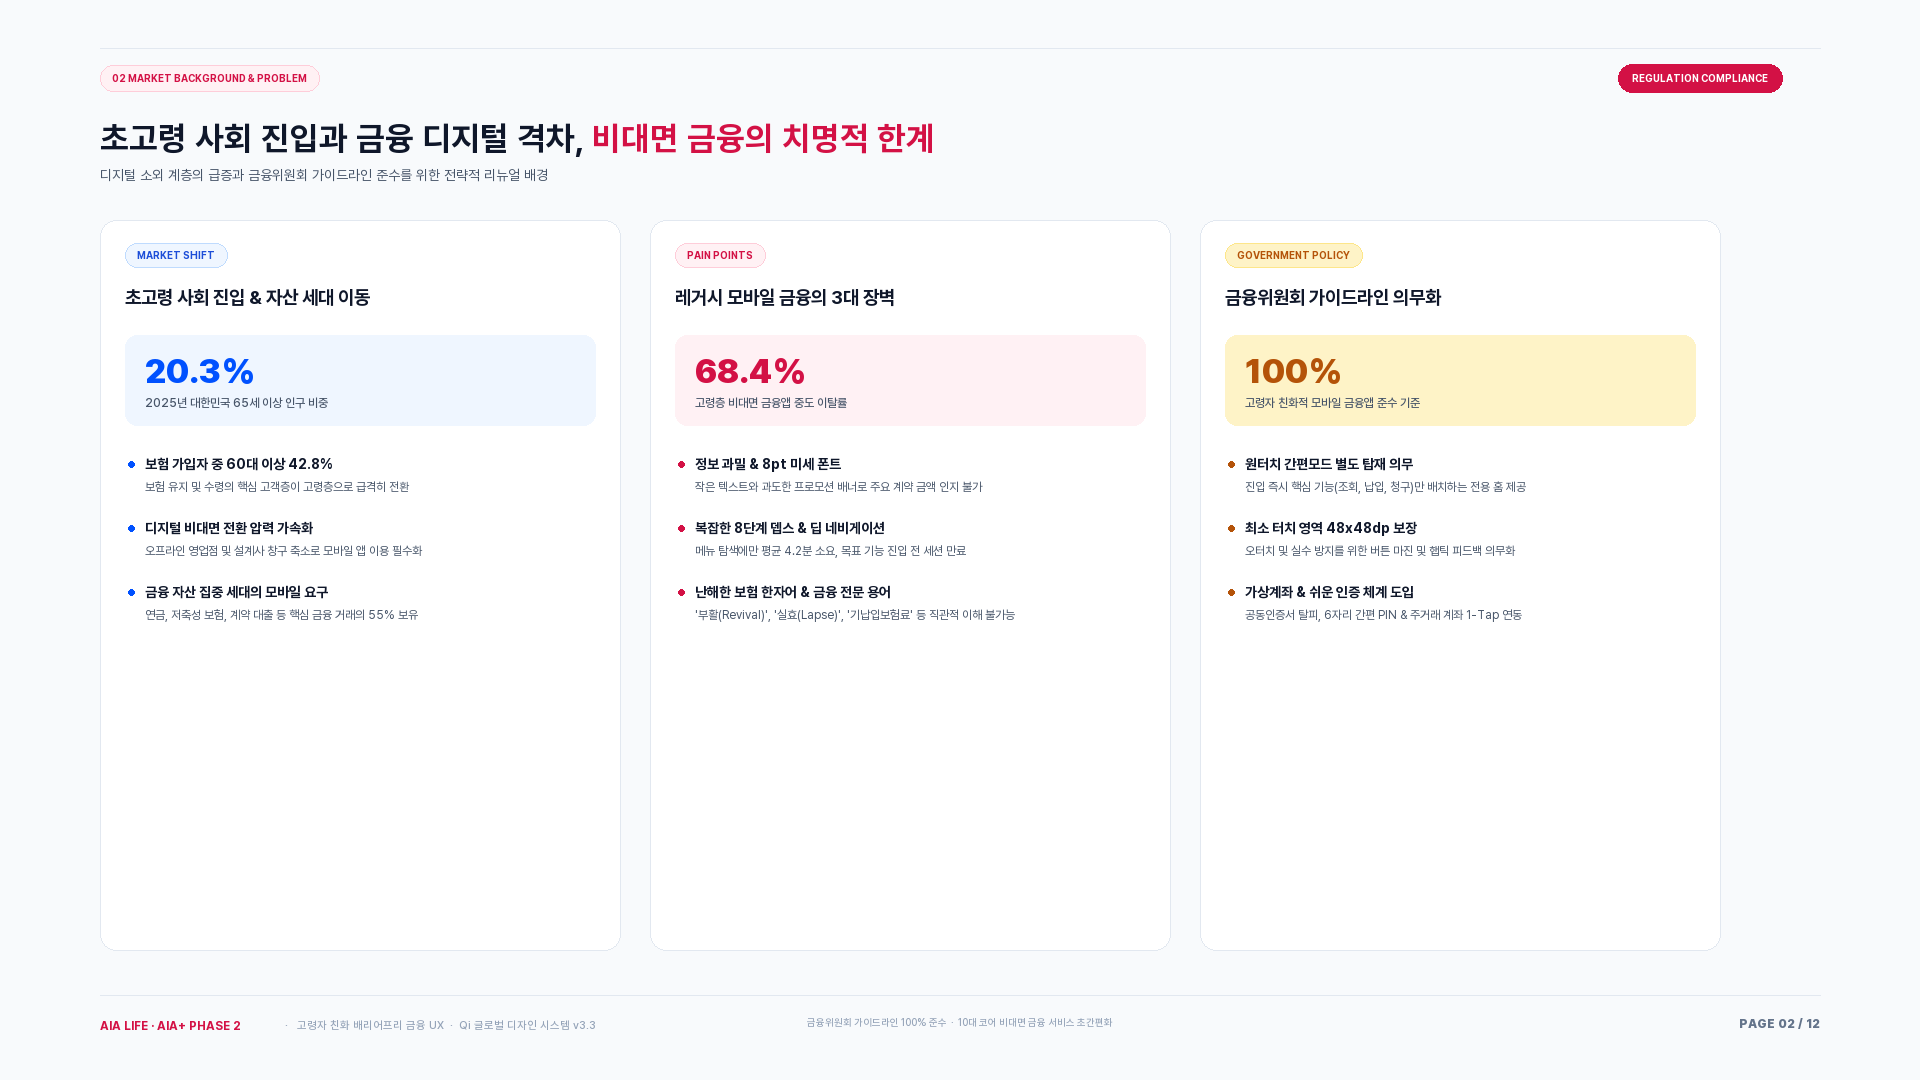 02 MARKET BACKGROUND & PROBLEM
REGULATION COMPLIANCE
초고령 사회 진입과 금융 디지털 격차, 비대면 금융의 치명적 한계
디지털 소외 계층의 급증과 금융위원회 가이드라인 준수를 위한 전략적 리뉴얼 배경
MARKET SHIFT
초고령 사회 진입 & 자산 세대 이동
20.3%
2025년 대한민국 65세 이상 인구 비중
보험 가입자 중 60대 이상 42.8%
보험 유지 및 수령의 핵심 고객층이 고령층으로 급격히 전환
디지털 비대면 전환 압력 가속화
오프라인 영업점 및 설계사 창구 축소로 모바일 앱 이용 필수화
금융 자산 집중 세대의 모바일 요구
연금, 저축성 보험, 계약 대출 등 핵심 금융 거래의 55% 보유
PAIN POINTS
레거시 모바일 금융의 3대 장벽
68.4%
고령층 비대면 금융앱 중도 이탈률
정보 과밀 & 8pt 미세 폰트
작은 텍스트와 과도한 프로모션 배너로 주요 계약 금액 인지 불가
복잡한 8단계 뎁스 & 딥 네비게이션
메뉴 탐색에만 평균 4.2분 소요, 목표 기능 진입 전 세션 만료
난해한 보험 한자어 & 금융 전문 용어
'부활(Revival)', '실효(Lapse)', '기납입보험료' 등 직관적 이해 불가능
GOVERNMENT POLICY
금융위원회 가이드라인 의무화
100%
고령자 친화적 모바일 금융앱 준수 기준
원터치 간편모드 별도 탑재 의무
진입 즉시 핵심 기능(조회, 납입, 청구)만 배치하는 전용 홈 제공
최소 터치 영역 48x48dp 보장
오터치 및 실수 방지를 위한 버튼 마진 및 햅틱 피드백 의무화
가상계좌 & 쉬운 인증 체계 도입
공동인증서 탈피, 6자리 간편 PIN & 주거래 계좌 1-Tap 연동
AIA LIFE · AIA+ PHASE 2 · 고령자 친화 배리어프리 금융 UX · Qi 글로벌 디자인 시스템 v3.3
금융위원회 가이드라인 100% 준수 · 10대 코어 비대면 금융 서비스 초간편화
PAGE 02 / 12